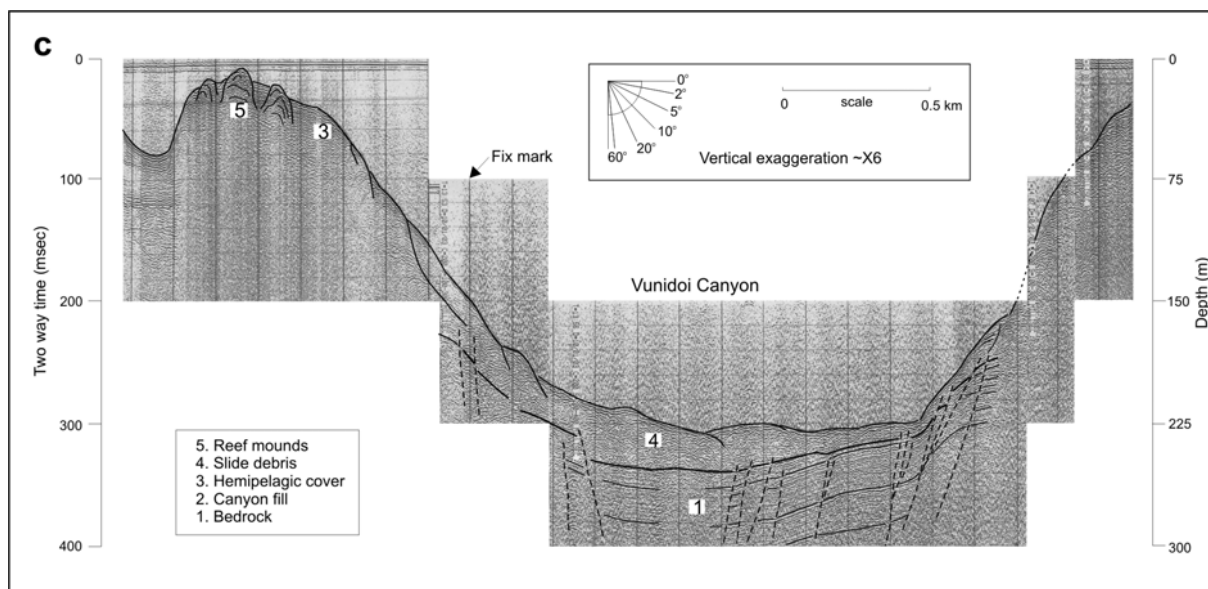 c
0
100
200
300
400
Two way time (msec)
0°
2°
5°
10°
20°
60°
0 scale 0.5 km
Vertical exaggeration ~X6
0
75
150
225
300
Depth (m)
5
3
Fix mark
Vunidoi Canyon
4
1
5. Reef mounds
4. Slide debris
3. Hemipelagic cover
2. Canyon fill
1. Bedrock